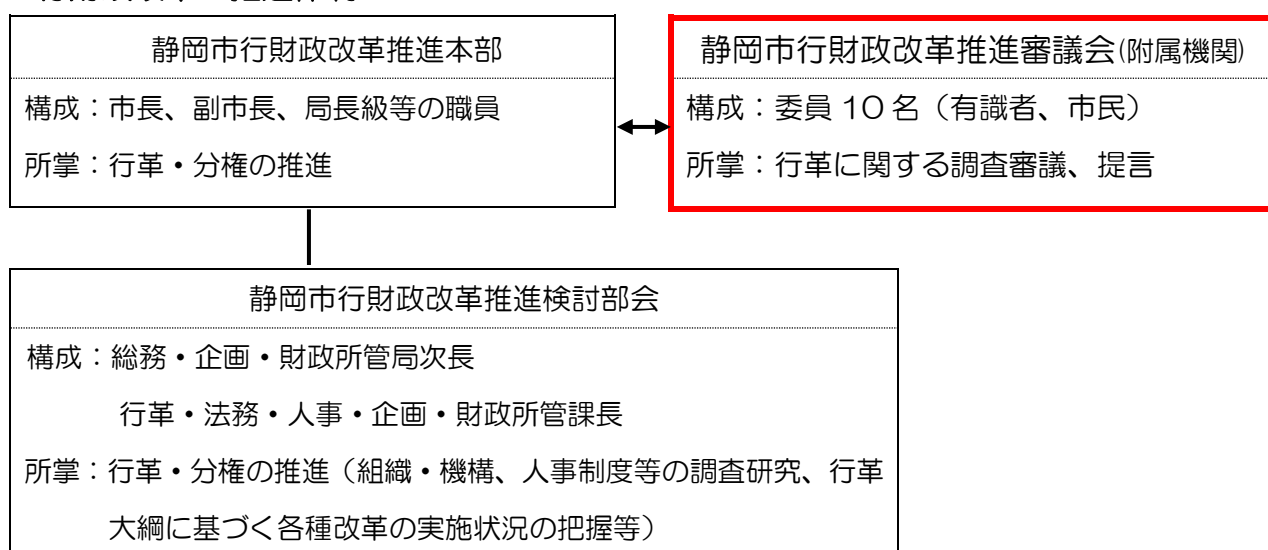 静岡市行財政改革推進本部
構成：市長、副市長、局長級等の職員
所掌：行革・分権の推進
静岡市行財政改革推進審議会(附属機関)
構成：委員 10 名（有識者、市民）
所掌：行革に関する調査審議、提言
静岡市行財政改革推進検討部会
構成：総務・企画・財政所管局次長
行革・法務・人事・企画・財政所管課長
所掌：行革・分権の推進（組織・機構、人事制度等の調査研究、行革
大綱に基づく各種改革の実施状況の把握等）